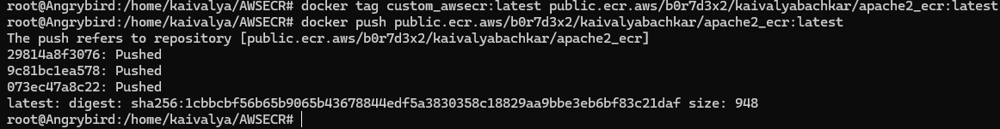 root@Angrybird:/home/kaivalya/AWSECR# docker tag custom_awsecr:latest public.ecr.aws/b0r7d3x2/kaivalyabachkar/apache2_ecr:latest
root@Angrybird:/home/kaivalya/AWSECR# docker push public.ecr.aws/b0r7d3x2/kaivalyabachkar/apache2_ecr:latest
The push refers to repository [public.ecr.aws/b0r7d3x2/kaivalyabachkar/apache2_ecr]
29814a8f3076: Pushed
9c81bc1ea578: Pushed
073ec47a8c22: Pushed
latest: digest: sha256:1cbbcbf56b65b9065b43678844edf5a3830358c18829aa9bbe3eb6bf83c21daf size: 948
root@Angrybird:/home/kaivalya/AWSECR#